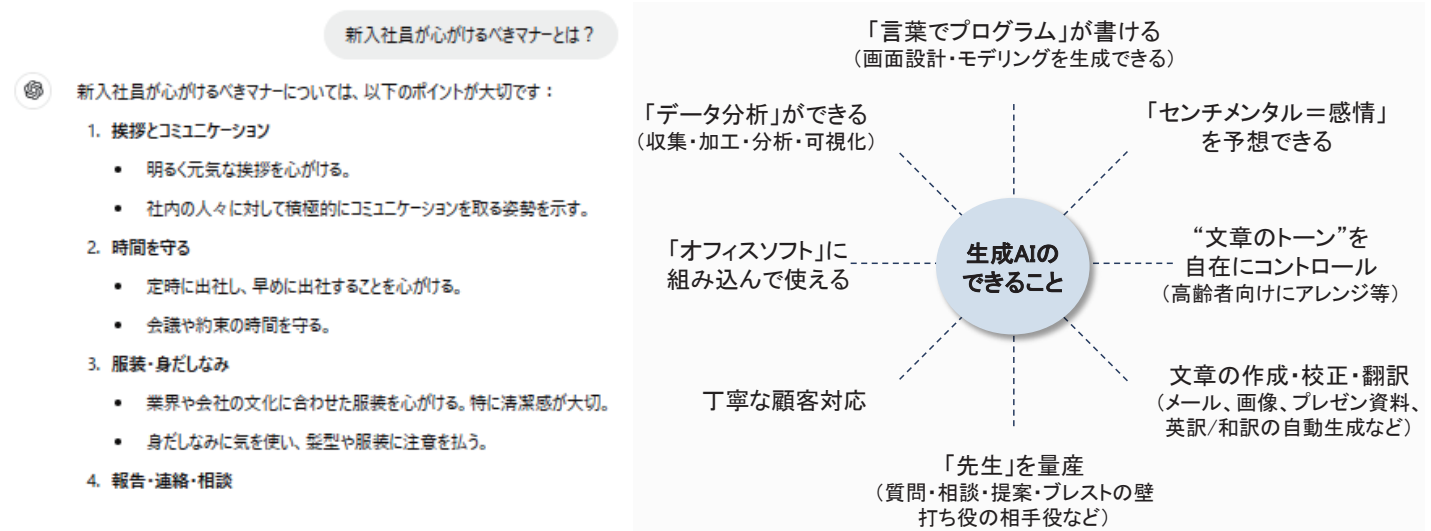 新入社員が心がけるべきマナーとは？
新入社員が心がけるべきマナーについては、以下のポイントが大切です：
1. 挨拶とコミュニケーション
• 明るく元気な挨拶を心がける。
• 社内の人々に対して積極的にコミュニケーションを取る姿勢を示す。
2. 時間を守る
• 定時に出社し、早めに出社することを心がける。
• 会議や約束の時間を守る。
3. 服装・身だしなみ
• 業界や会社の文化に合わせた服装を心がける。特に清潔感が大切。
• 身だしなみに気を使い、髪型や服装に注意を払う。
4. 報告・連絡・相談
「言葉でプログラム」が書ける
（画面設計・モデリングを生成できる）
「データ分析」ができる
（収集・加工・分析・可視化）
「センチメンタル＝感情」
を予想できる
「オフィスソフト」に
組み込んで使える
生成AIの
できること
“文章のトーン”を
自在にコントロール
（高齢者向けにアレンジ等）
丁寧な顧客対応
文章の作成・校正・翻訳
（メール、画像、プレゼン資料、
英訳/和訳の自動生成など）
「先生」を量産
（質問・相談・提案・ブレストの壁
打ち役の相手役など）